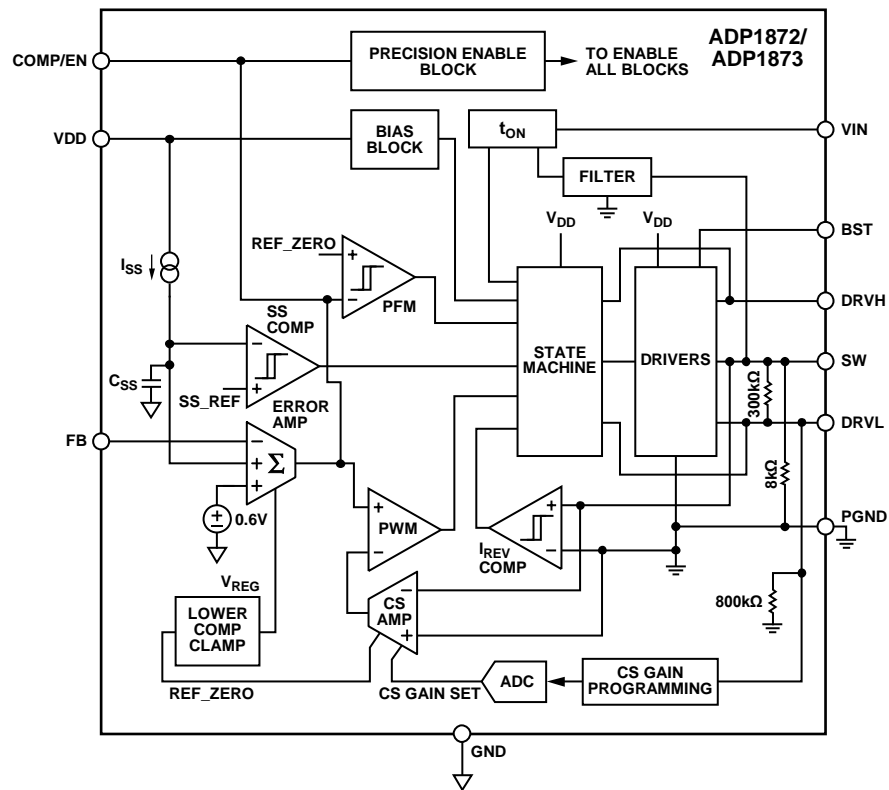 ADP1872/
ADP1873
COMP/EN
PRECISION ENABLE
BLOCK
TO ENABLE
ALL BLOCKS
VDD
BIAS
BLOCK
tON
VIN
FILTER
VDD
VDD
BST
REF_ZERO
+
−
PFM
ISS
DRVH
SS
COMP
−
+
STATE
MACHINE
DRIVERS
SW
CSS
SS_REF
300kΩ
ERROR
AMP
DRVL
FB
−
+
+
Σ
8kΩ
0.6V
+
−
+
−
PWM
+
−
IREV
COMP
PGND
VREG
LOWER
COMP
CLAMP
CS
AMP
−
+
800kΩ
REF_ZERO
CS GAIN SET
ADC
CS GAIN
PROGRAMMING
GND